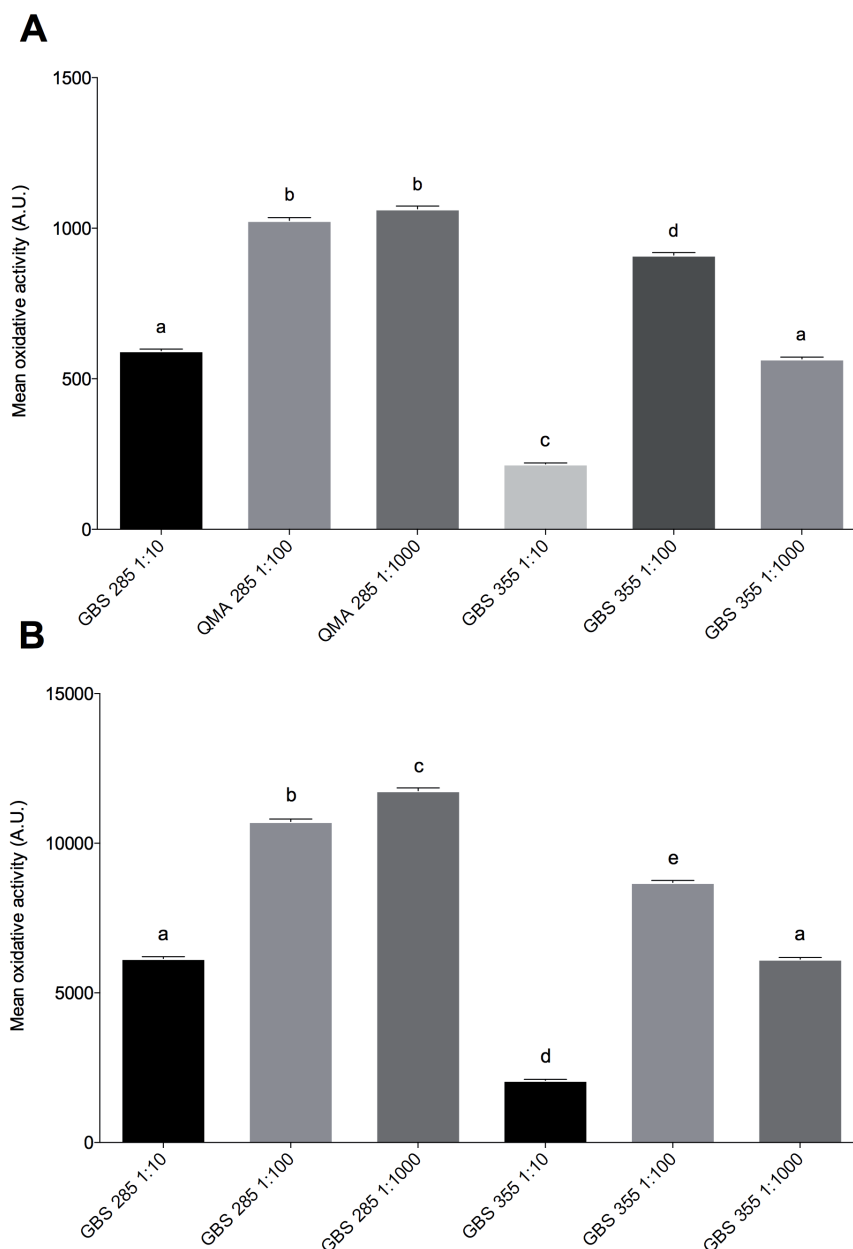 A
1500
1000
500
0
Mean oxidative activity (A.U.)
a
b
b
c
d
a
GBS 285 1:10
QMA 285 1:100
QMA 285 1:1000
GBS 355 1:10
GBS 355 1:100
GBS 355 1:1000
B
15000
10000
5000
0
Mean oxidative activity (A.U.)
a
b
c
d
e
a
GBS 285 1:10
GBS 285 1:100
GBS 285 1:1000
GBS 355 1:10
GBS 355 1:100
GBS 355 1:1000